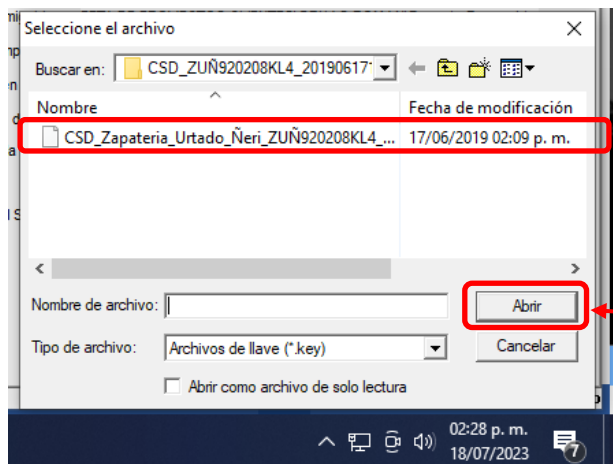 Seleccione el archivo
Buscar en: CSD_ZUÑ920208KL4_20190617
Nombre Fecha de modificación
CSD_Zapateria_Urtado_Ñeri_ZUÑ920208KL4_... 17/06/2019 02:09 p. m.
Nombre de archivo: Abrir
Tipo de archivo: Archivos de llave (*.key) Cancelar
Abrir como archivo de solo lectura
02:28 p. m.
18/07/2023
7